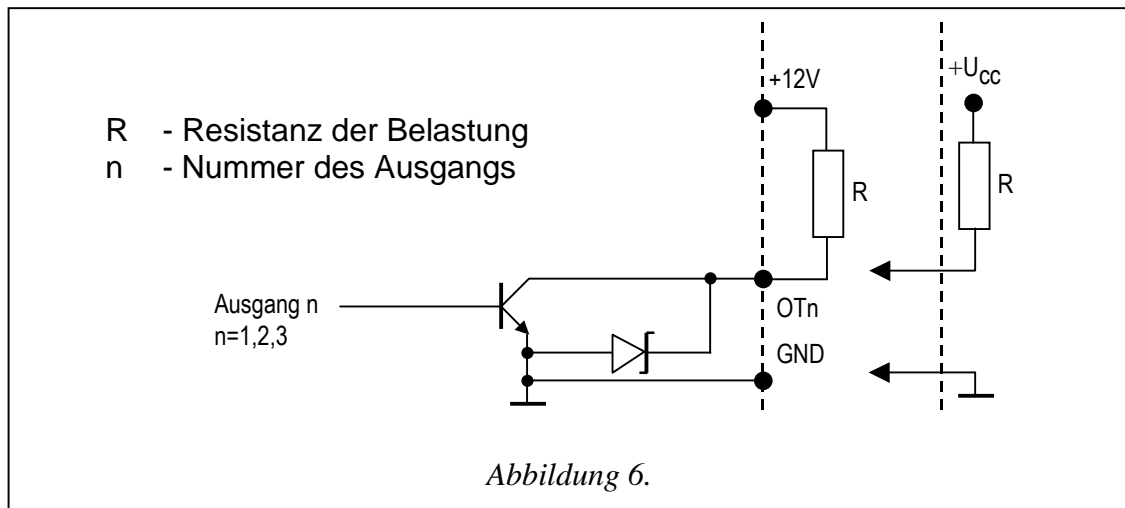 +12V
+UCC
R - Resistanz der Belastung
n - Nummer des Ausgangs
R
R
Ausgang n
n=1,2,3
OTn
GND
Abbildung 6.